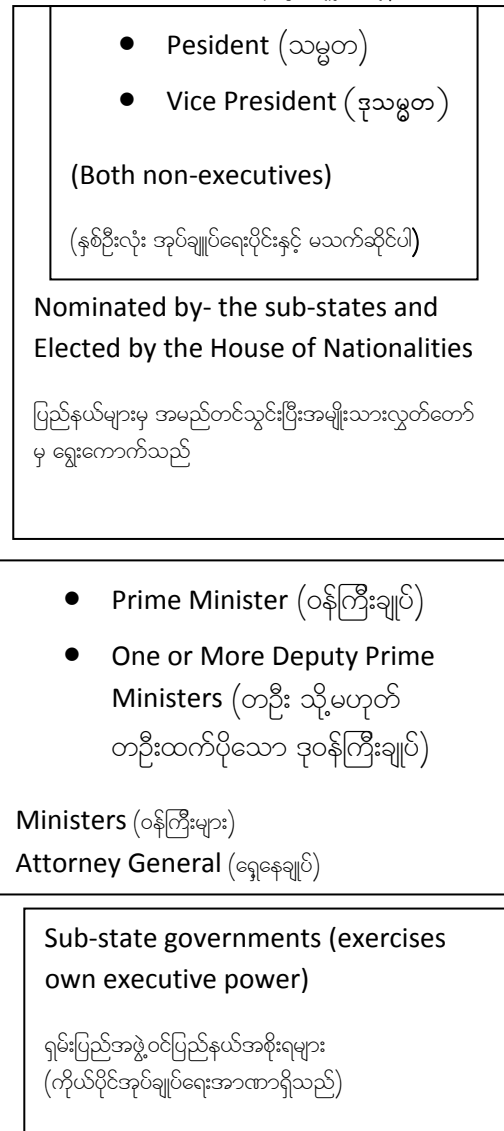 ● Pesident (သမ္မတ)
● Vice President (ဒုသမ္မတ)
(Both non-executives)
(နှစ်ဦးလုံး အုပ်ချူပ်ရေးပိုင်းနှင့် မသက်ဆိုင်ပါ)
Nominated by- the sub-states and
Elected by the House of Nationalities
ပြည်နယ်များမှ အမည်တင်သွင်းပြီးအမျိုးသားလွှတ်တော်
မှ ရွေးကောက်သည်
● Prime Minister (ဝန်ကြီးချုပ်)
● One or More Deputy Prime
Ministers (တဦး သို့မဟုတ်
တဦးထက်ပိုသော ဒုဝန်ကြီးချုပ်)
Ministers (ဝန်ကြီးများ)
Attorney General (ရှေ့နေချုပ်)
Sub-state governments (exercises
own executive power)
ရှမ်းပြည်အဖွဲ့ဝင်ပြည်နယ်အစိုးရများ
(ကိုယ်ပိုင်အုပ်ချုပ်ရေးအာဏာရှိသည်)